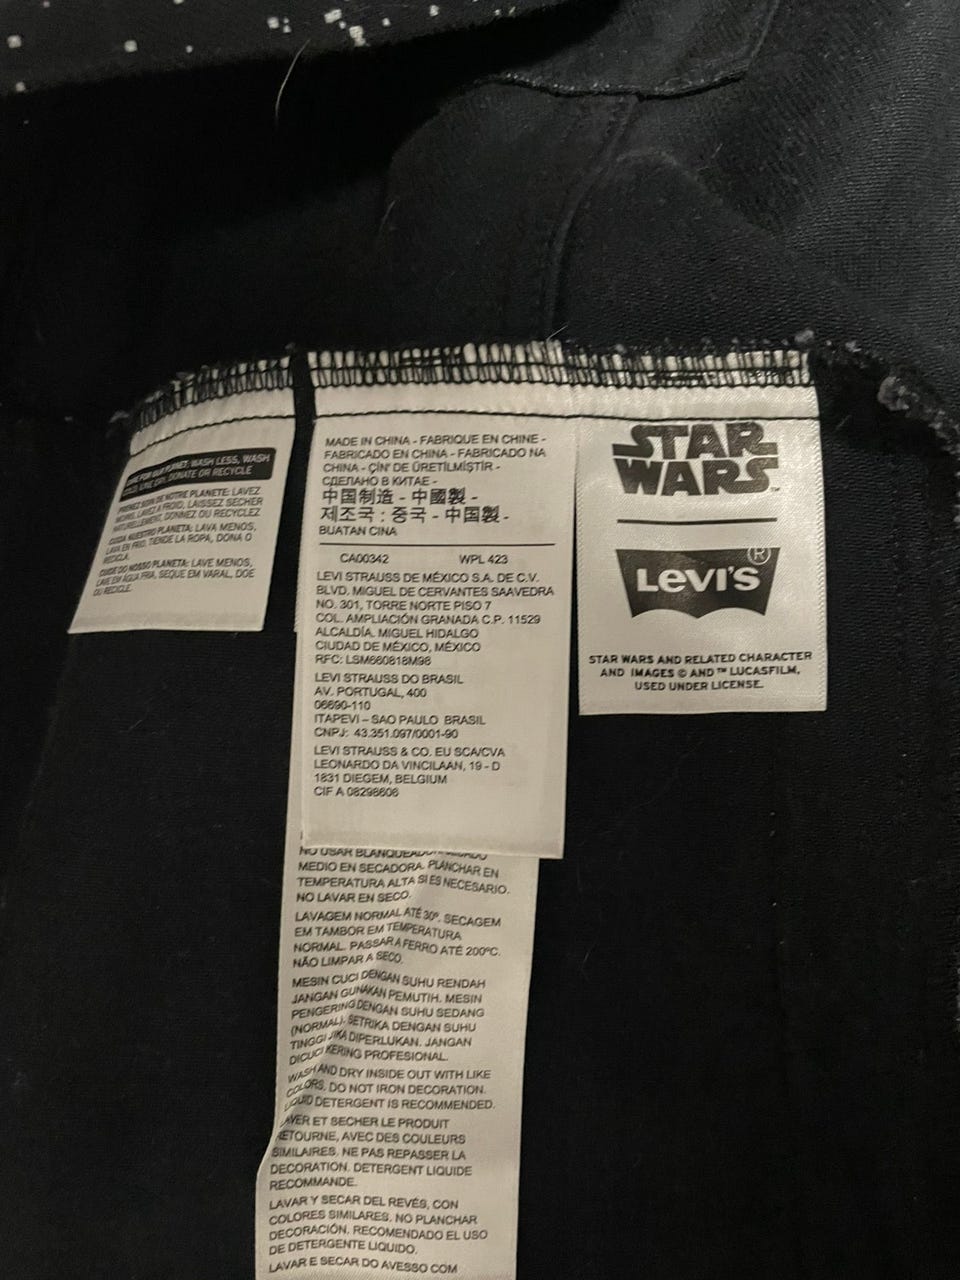 CARE FOR OUR PLANET: WASH LESS, WASH
COLD, LINE DRY, DONATE OR RECYCLE
PRENEZ SOIN DE NOTRE PLANETE: LAVEZ
MOINS, LAVEZ A FROID, LAISSEZ SECHER
NATURELLEMENT, DONNEZ OU RECYCLEZ
CUIDA NUESTRO PLANETA: LAVA MENOS,
LAVA EN FRIO, TIENDE LA ROPA, DONA O
RECICLA.
CUIDE DO NOSSO PLANETA: LAVE MENOS,
LAVE EM ÁGUA FRIA, SEQUE EM VARAL, DOE
OU RECICLE.
MADE IN CHINA - FABRIQUE EN CHINE -
FABRICADO EN CHINA - FABRICADO NA
CHINA - ÇİN' DE ÜRETİLMİŞTİR -
СДЕЛАНО В КИТАЕ -
中国制造 - 中國製 -
제조국 : 중국 - 中国製 -
BUATAN CINA
CA00342 WPL 423
LEVI STRAUSS DE MÉXICO S.A. DE C.V.
BLVD. MIGUEL DE CERVANTES SAAVEDRA
NO. 301, TORRE NORTE PISO 7
COL. AMPLIACIÓN GRANADA C.P. 11529
ALCALDÍA. MIGUEL HIDALGO
CIUDAD DE MÉXICO, MÉXICO
RFC: LSM660818M98
LEVI STRAUSS DO BRASIL
AV. PORTUGAL, 400
06690-110
ITAPEVI – SAO PAULO BRASIL
CNPJ: 43.351.097/0001-90
LEVI STRAUSS & CO. EU SCA/CVA
LEONARDO DA VINCILAAN, 19 - D
1831 DIEGEM, BELGIUM
CIF A 08298608
STAR
WARS™
LEVI'S®
STAR WARS AND RELATED CHARACTER
AND IMAGES © AND ™ LUCASFILM,
USED UNDER LICENSE.
NO USAR BLANQUEADOR.
MEDIO EN SECADORA. PLANCHAR EN
TEMPERATURA ALTA SI ES NECESARIO.
NO LAVAR EN SECO.
LAVAGEM NORMAL ATÉ 30º. SECAGEM
EM TAMBOR EM TEMPERATURA
NORMAL. PASSAR A FERRO ATÉ 200ºC.
NÃO LIMPAR A SECO.
MESIN CUCI DENGAN SUHU RENDAH
JANGAN GUNAKAN PEMUTIH. MESIN
PENGERING DENGAN SUHU SEDANG
(NORMAL). SETRIKA DENGAN SUHU
TINGGI JIKA DIPERLUKAN. JANGAN
DICUCI KERING PROFESIONAL.
WASH AND DRY INSIDE OUT WITH LIKE
COLORS. DO NOT IRON DECORATION.
LIQUID DETERGENT IS RECOMMENDED.
LAVER ET SECHER LE PRODUIT
RETOURNE, AVEC DES COULEURS
SIMILAIRES. NE PAS REPASSER LA
DECORATION. DETERGENT LIQUIDE
RECOMMANDE.
LAVAR Y SECAR DEL REVÉS, CON
COLORES SIMILARES. NO PLANCHAR
DECORACIÓN. RECOMENDADO EL USO
DE DETERGENTE LIQUIDO.
LAVAR E SECAR DO AVESSO COM